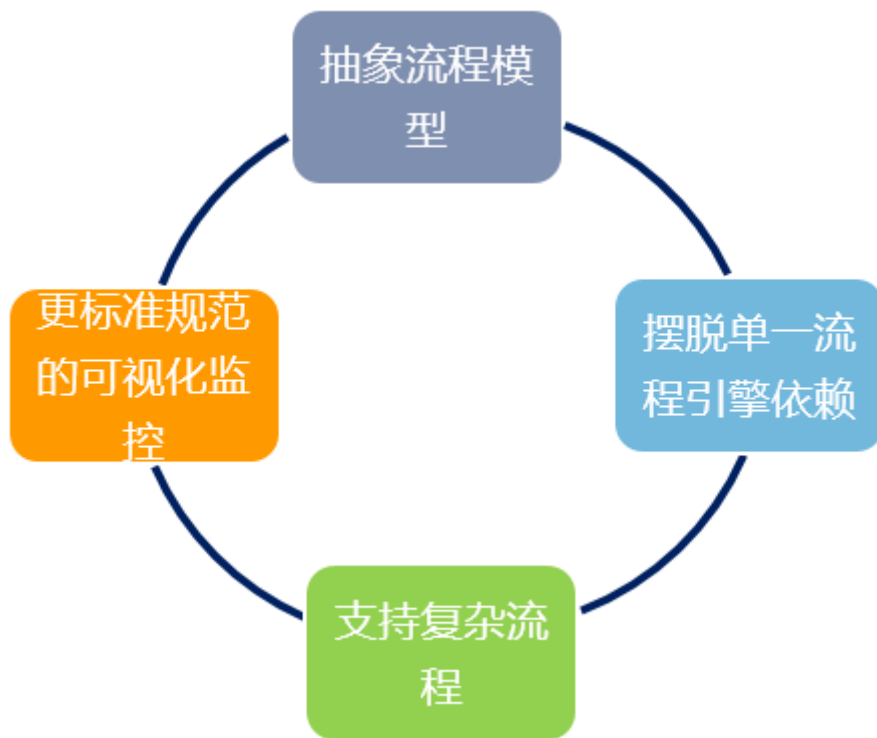 抽象流程模
型
更标准规范
的可视化监
控
摆脱单一流
程引擎依赖
支持复杂流
程